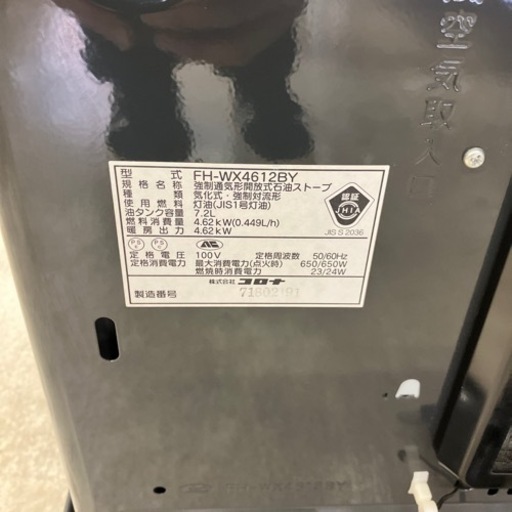 空気取入口
型式 FH-WX4612BY
規格名称 強制通気形開放式石油ストーブ
種類 気化式・強制対流形
使用燃料 灯油(JIS1号灯油)
油タンク容量 7.2L
燃料消費量 4.62kW(0.449L/h)
暖房出力 4.62kW
認証
JHIA
JIS S 2036
定格電圧 100V 定格周波数 50/60Hz
定格消費電力 最大消費電力(点火時) 650/650W
燃焼時消費電力 23/24W
株式会社 コロナ
製造番号